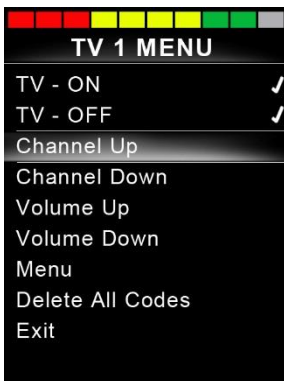 TV 1 MENU
TV - ON
TV - OFF
Channel Up
Channel Down
Volume Up
Volume Down
Menu
Delete All Codes
Exit